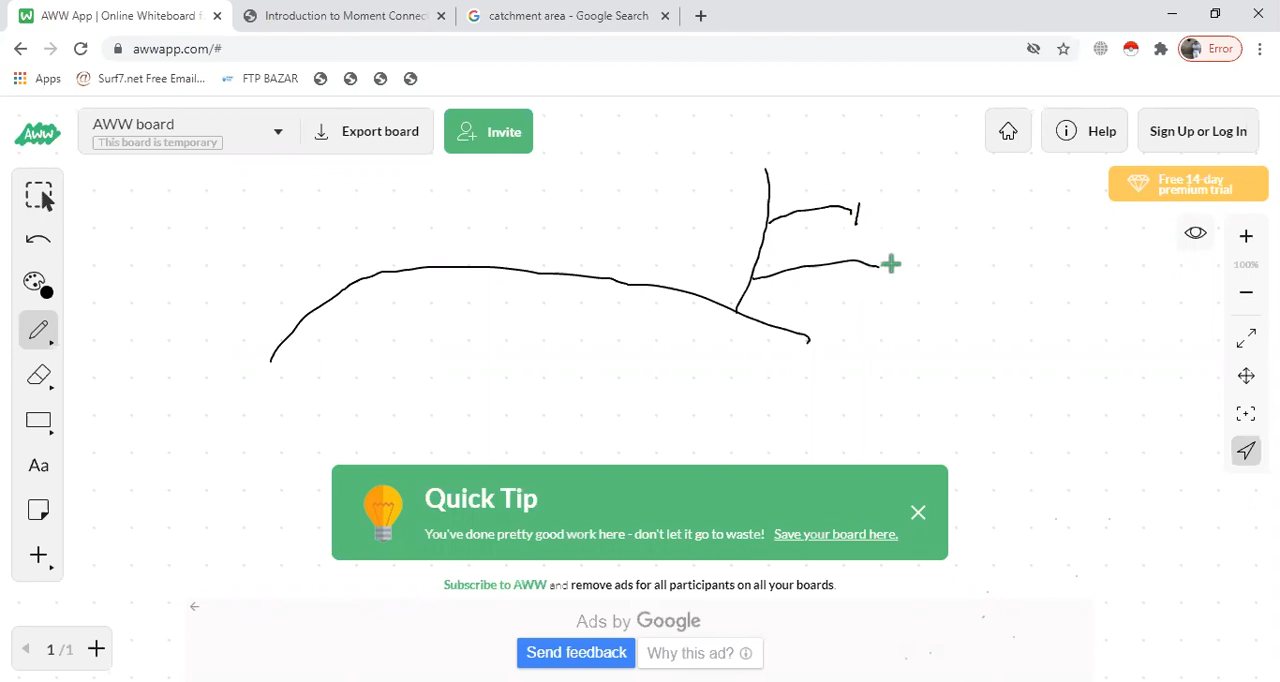 AWW App | Online Whiteboard f
Introduction to Moment Connect
catchment area - Google Search
awwapp.com/#
Error
Apps
Surf7.net Free Email...
FTP BAZAR
AWW
AWW board
This board is temporary
Export board
Invite
Help
Sign Up or Log In
Free 14-day
premium trial
100%
Aa
Quick Tip
You've done pretty good work here - don't let it go to waste! Save your board here.
Subscribe to AWW and remove ads for all participants on all your boards.
Ads by Google
Send feedback
Why this ad?
1/1